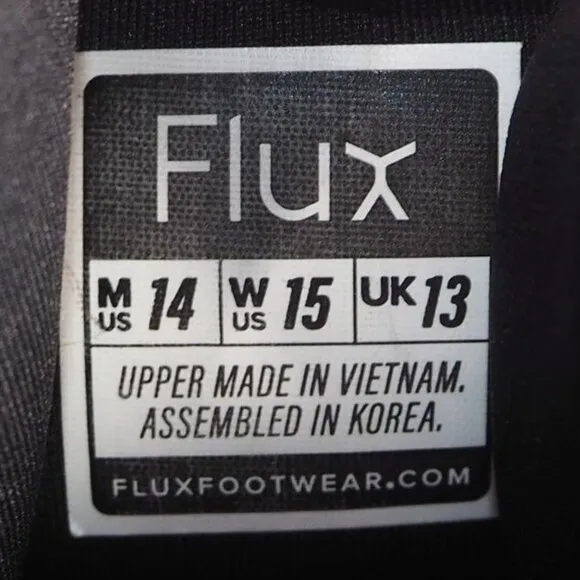 Flux
M US 14 W US 15 UK 13
UPPER MADE IN VIETNAM.
ASSEMBLED IN KOREA.
FLUXFOOTWEAR.COM